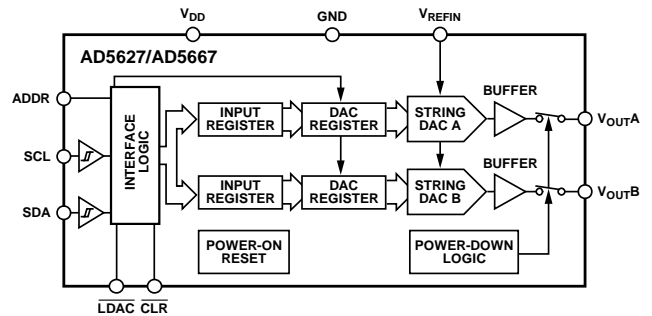 VDD
GND
VREFIN
AD5627/AD5667
ADDR
SCL
SDA
INTERFACE
LOGIC
INPUT
REGISTER
DAC
REGISTER
STRING
DAC A
BUFFER
VOUTA
INPUT
REGISTER
DAC
REGISTER
STRING
DAC B
BUFFER
VOUTB
POWER-ON
RESET
POWER-DOWN
LOGIC
LDAC
CLR